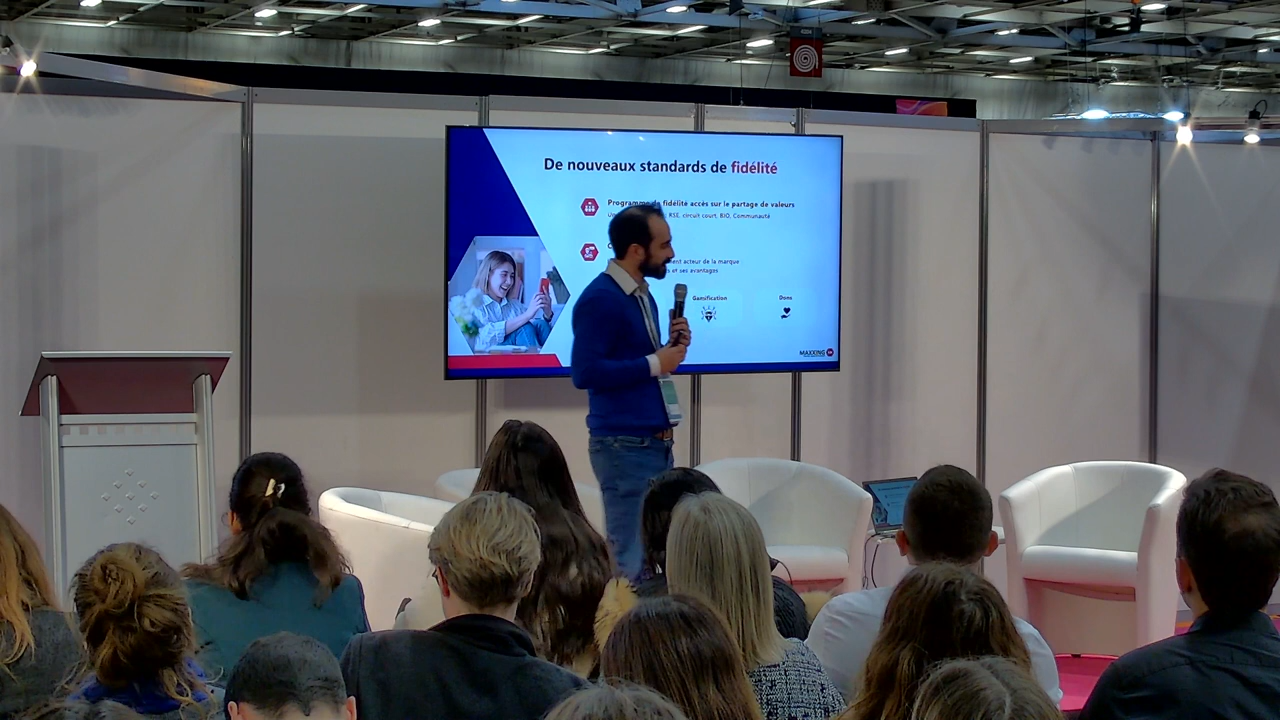 De nouveaux standards de fidélité
Programme de fidélité accès sur le partage de valeurs
RSE, circuit court, BIO, Communauté
ment acteur de la marque
et ses avantages
Gamification
Dons
MAXXING